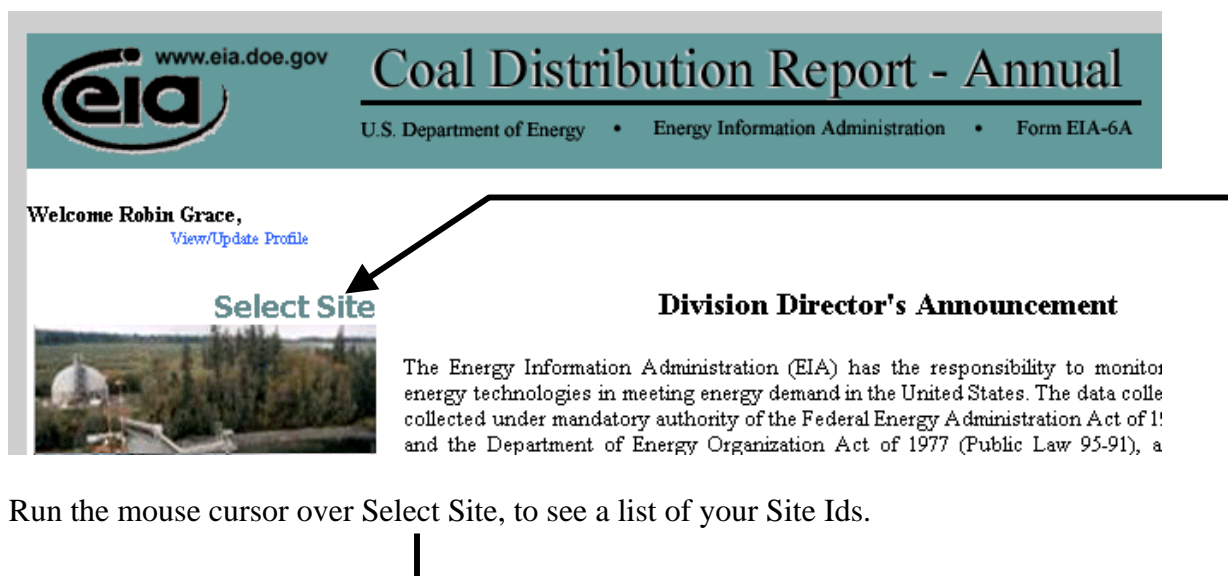 www.eia.doe.gov
eia
Coal Distribution Report - Annual
U.S. Department of Energy • Energy Information Administration • Form EIA-6A
Welcome Robin Grace,
View/Update Profile
Select Site
Division Director's Announcement
The Energy Information Administration (EIA) has the responsibility to monitor
energy technologies in meeting energy demand in the United States. The data colle
collected under mandatory authority of the Federal Energy Administration Act of
and the Department of Energy Organization Act of 1977 (Public Law 95-91), a
Run the mouse cursor over Select Site, to see a list of your Site Ids.